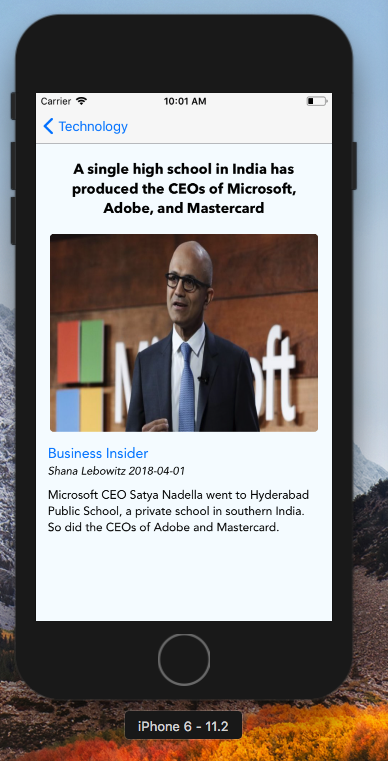 Carrier 10:01 AM
Technology
A single high school in India has
produced the CEOs of Microsoft,
Adobe, and Mastercard
Microsoft
Business Insider
Shana Lebowitz 2018-04-01
Microsoft CEO Satya Nadella went to Hyderabad
Public School, a private school in southern India.
So did the CEOs of Adobe and Mastercard.
iPhone 6 - 11.2